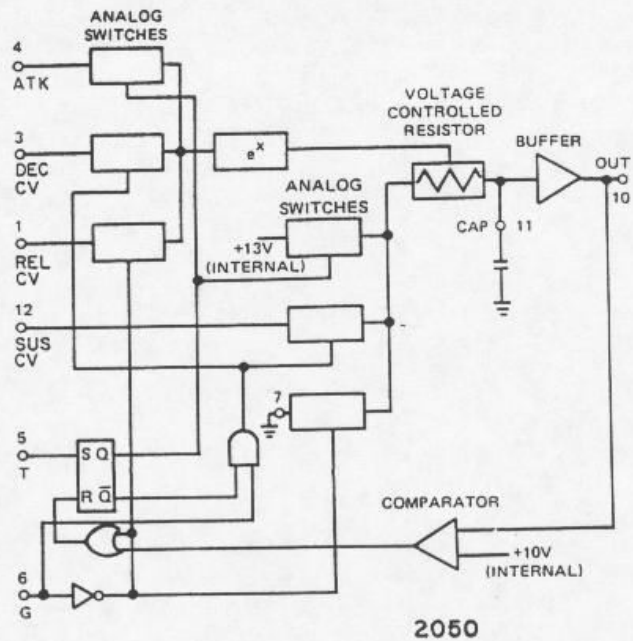 ANALOG
SWITCHES
4
ATK
3
DEC
CV
1
REL
CV
12
SUS
CV
e^x
VOLTAGE
CONTROLLED
RESISTOR
BUFFER
OUT
10
CAP
11
ANALOG
SWITCHES
+13V
(INTERNAL)
7
5
T
S Q
R Q̄
6
G
COMPARATOR
+10V
(INTERNAL)
2050